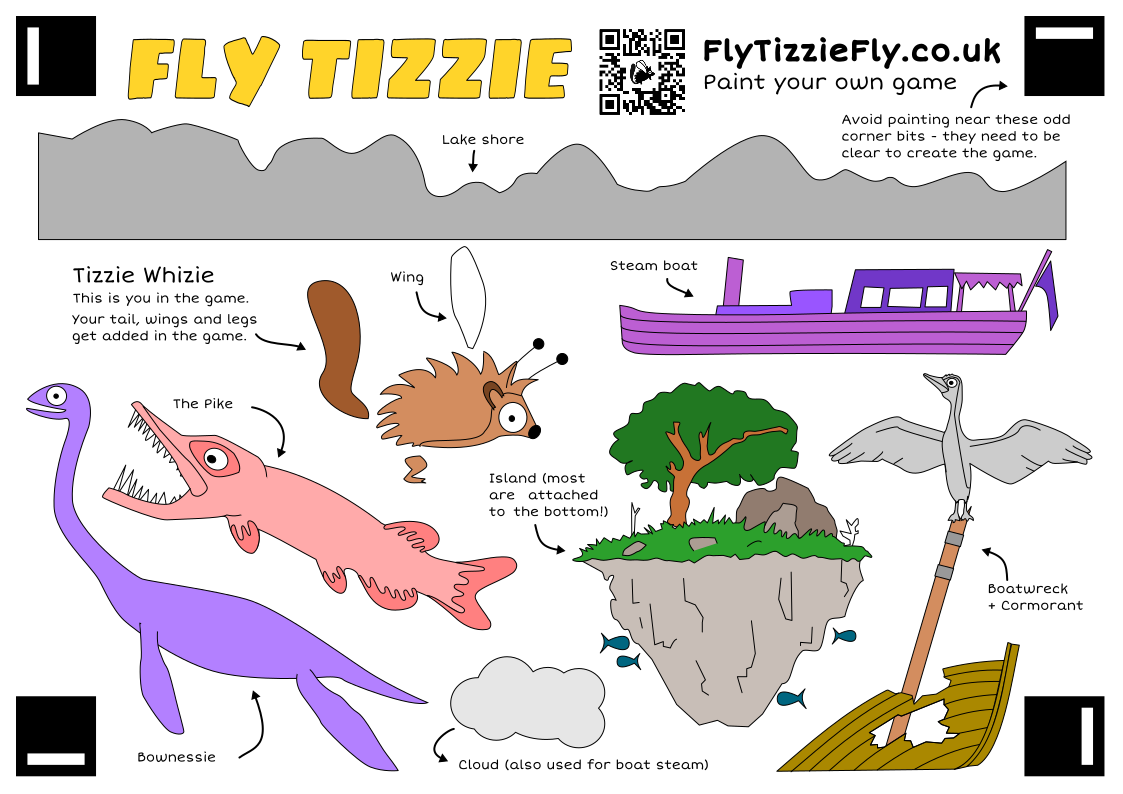 FLY TIZZIE
FlyTizzieFly.co.uk
Paint your own game
Avoid painting near these odd
corner bits - they need to be
clear to create the game.
Lake shore
Tizzie Whizie
This is you in the game.
Your tail, wings and legs
get added in the game.
Wing
Steam boat
The Pike
Island (most
are attached
to the bottom!)
Boatwreck
+ Cormorant
Bownessie
Cloud (also used for boat steam)